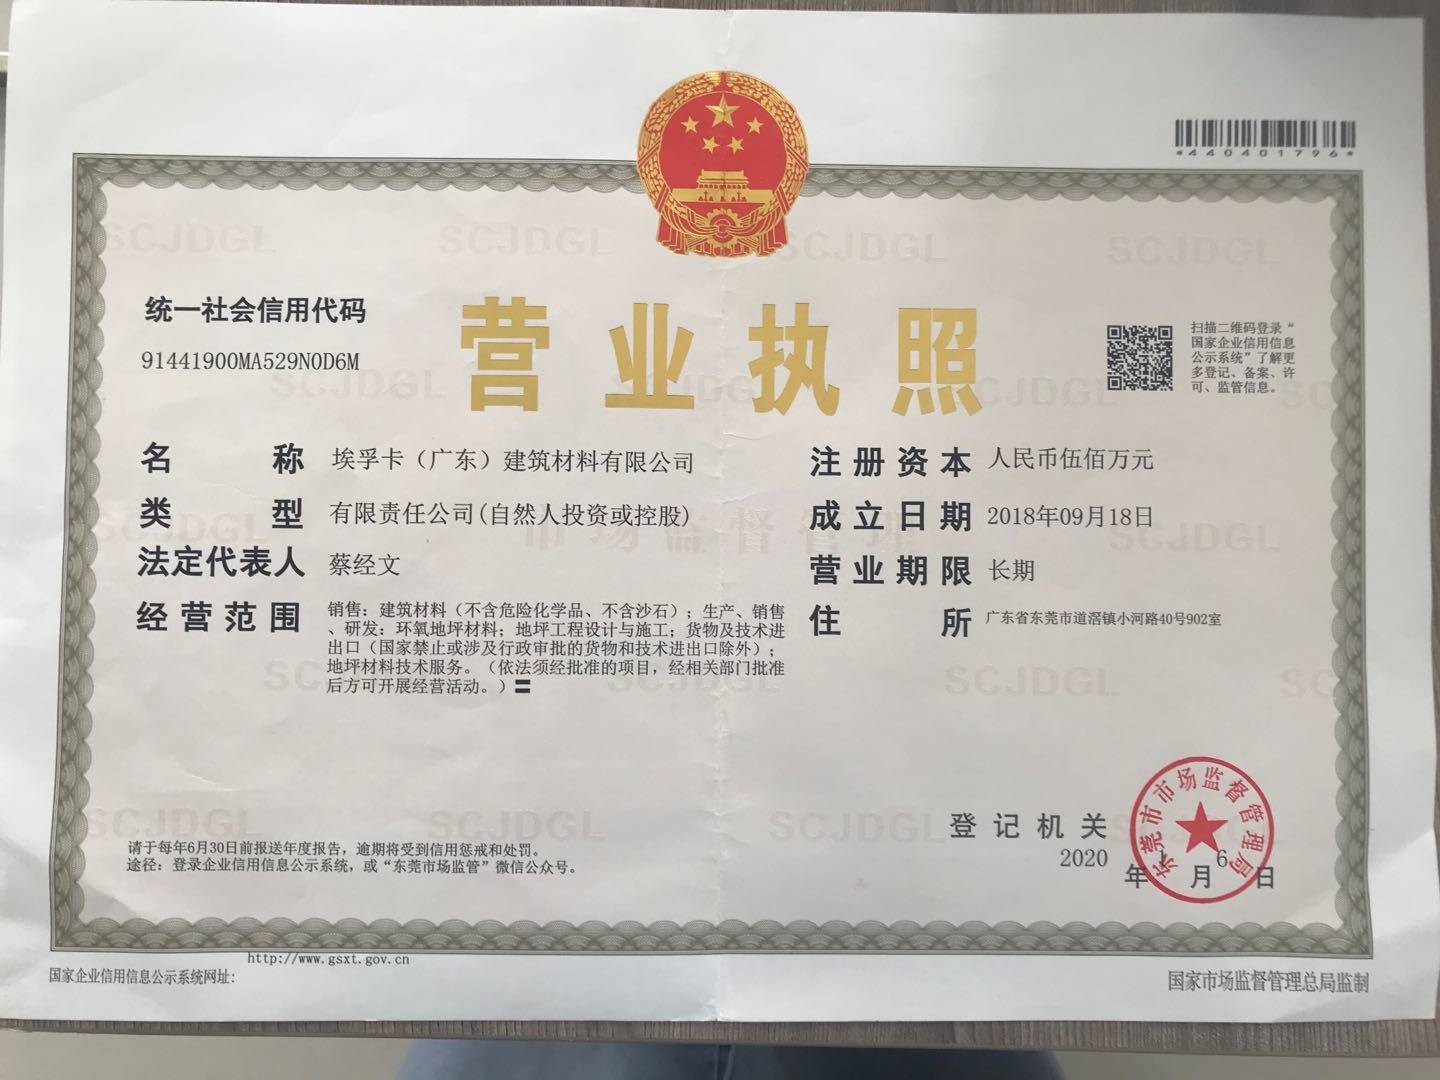 *440401796*
统一社会信用代码
91441900MA529N0D6M
营业执照
扫描二维码登录“
国家企业信用信息
公示系统”了解更
多登记、备案、许
可、监管信息。
名称 埃孚卡（广东）建筑材料有限公司
类型 有限责任公司(自然人投资或控股)
法定代表人 蔡经文
经营范围 销售：建筑材料（不含危险化学品、不含沙石）；生产、销售
、研发：环氧地坪材料；地坪工程设计与施工；货物及技术进
出口（国家禁止或涉及行政审批的货物和技术进出口除外）；
地坪材料技术服务。（依法须经批准的项目，经相关部门批准
后方可开展经营活动。）〓
注册资本 人民币伍佰万元
成立日期 2018年09月18日
营业期限 长期
住所 广东省东莞市道滘镇小河路40号902室
登记机关
东莞市市场监督管理局
2020年1月6日
请于每年6月30日前报送年度报告，逾期将受到信用惩戒和处罚。
途径：登录企业信用信息公示系统，或“东莞市场监管”微信公众号。
国家企业信用信息公示系统网址: http://www.gsxt.gov.cn
国家市场监督管理总局监制
SCJDGL
市场监督管理